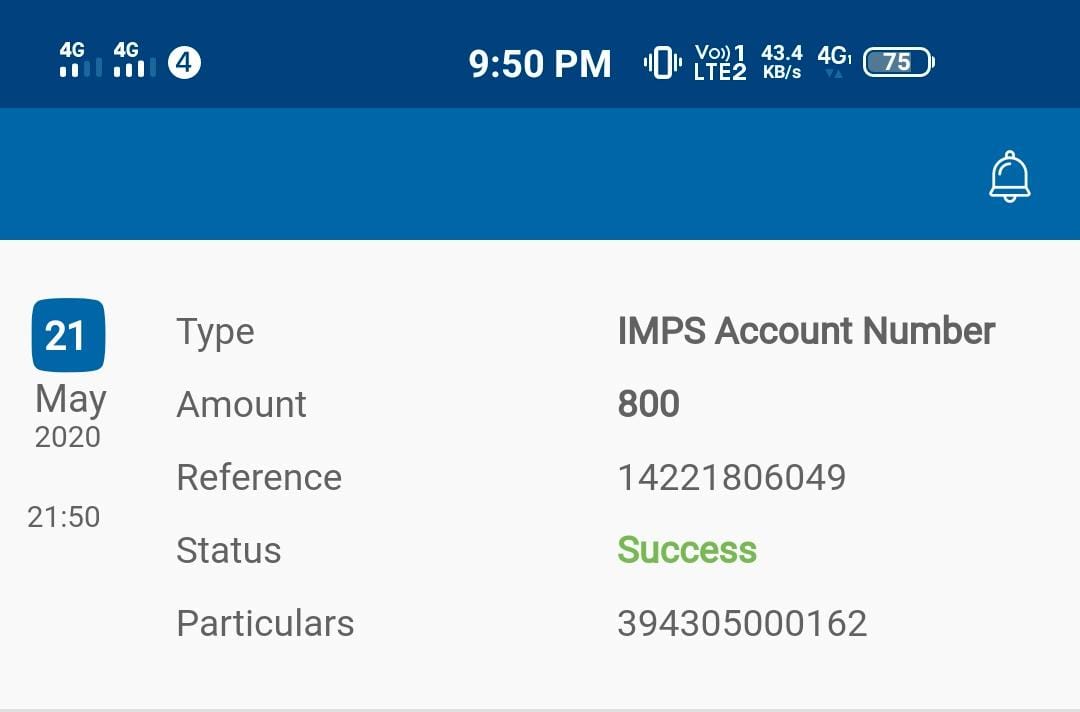 4G 4G 4 9:50 PM Vo)) 1 LTE2 43.4 KB/s 4G1 75
21 May 2020 21:50
Type IMPS Account Number
Amount 800
Reference 14221806049
Status Success
Particulars 394305000162